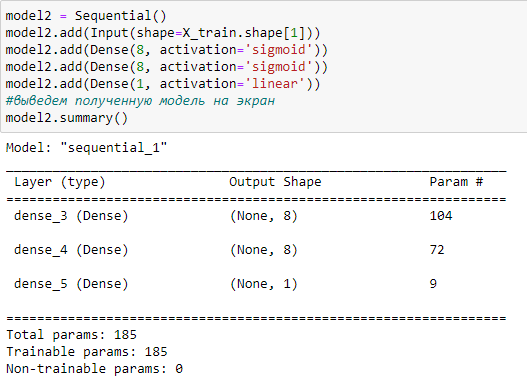 model2 = Sequential()
model2.add(Input(shape=X_train.shape[1]))
model2.add(Dense(8, activation='sigmoid'))
model2.add(Dense(8, activation='sigmoid'))
model2.add(Dense(1, activation='linear'))
#выведем полученную модель на экран
model2.summary()
Model: "sequential_1"
_________________________________________________________________
Layer (type) Output Shape Param #
=================================================================
dense_3 (Dense) (None, 8) 104
dense_4 (Dense) (None, 8) 72
dense_5 (Dense) (None, 1) 9
=================================================================
Total params: 185
Trainable params: 185
Non-trainable params: 0